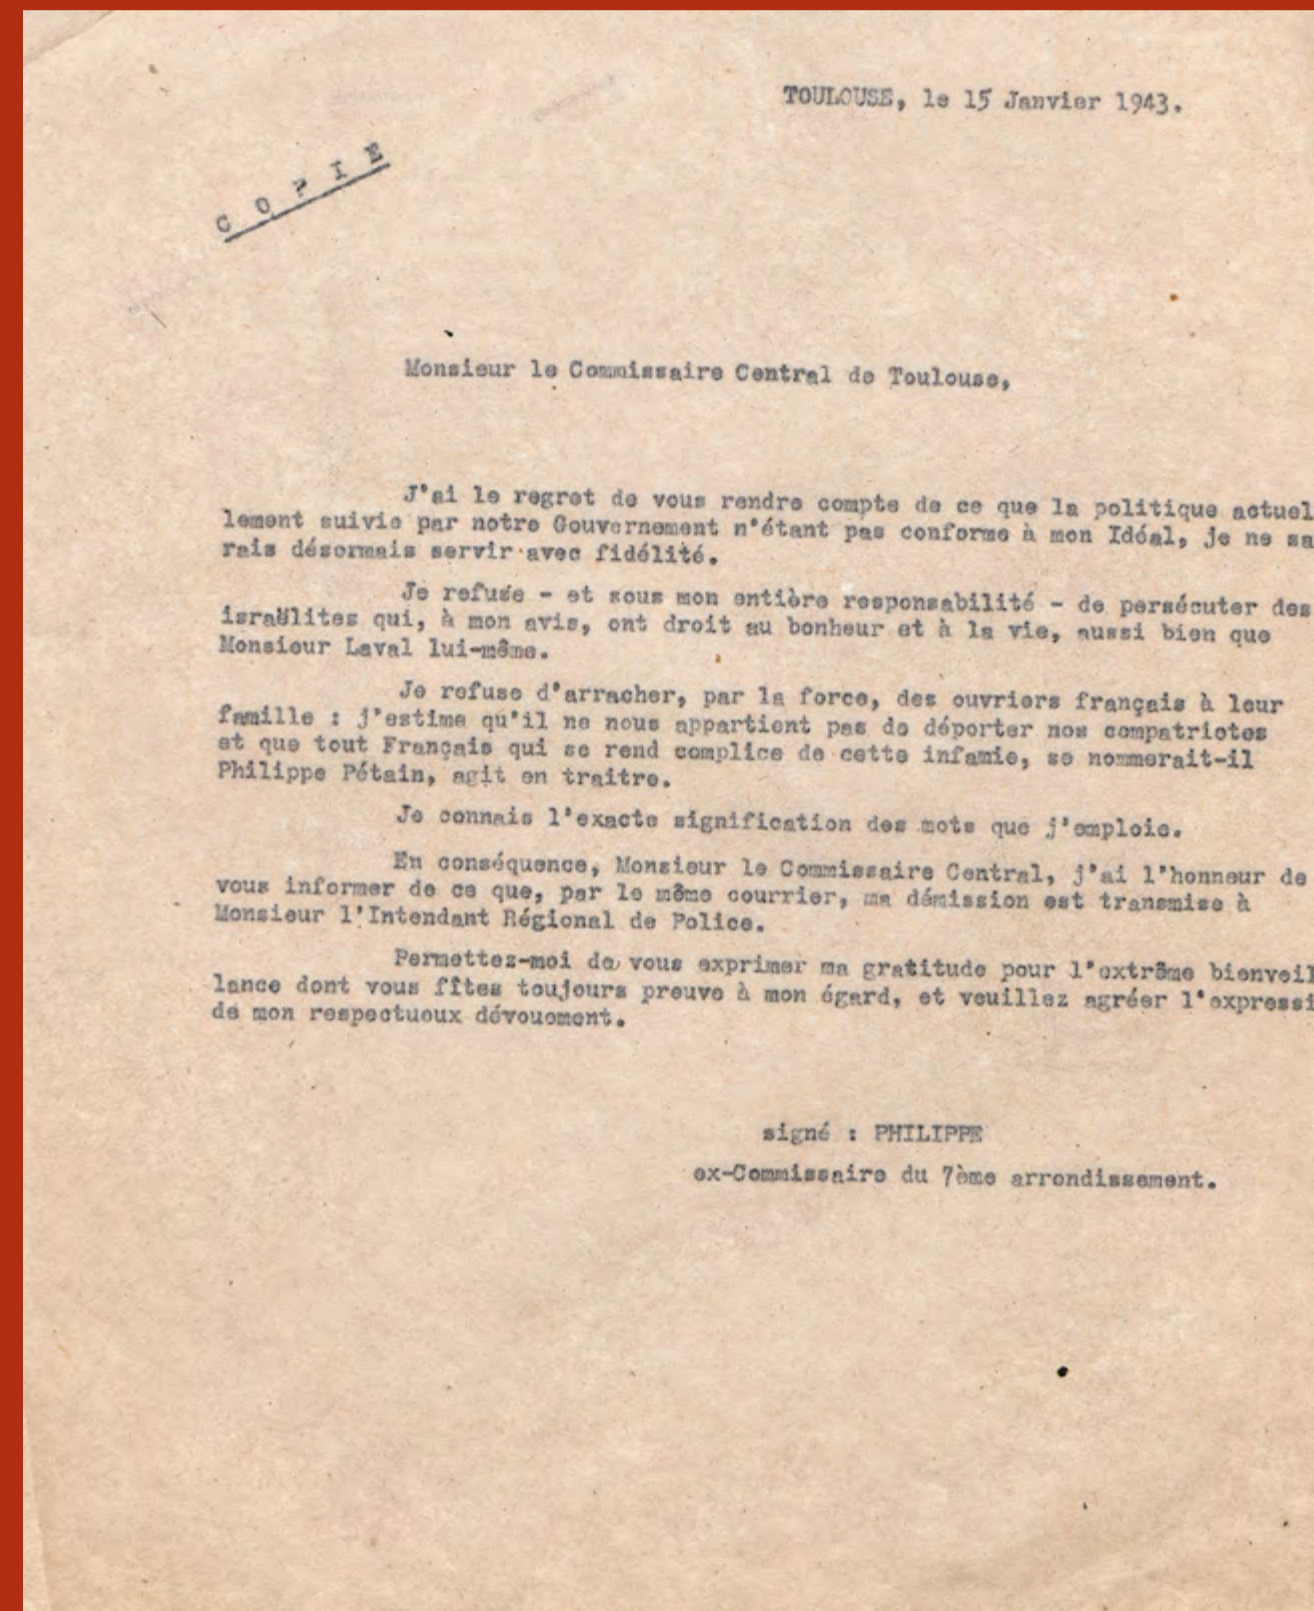 TOULOUSE, le 15 Janvier 1943.
COPIE
Monsieur le Commissaire Central de Toulouse,
J'ai le regret de vous rendre compte de ce que la politique actuel
lement suivie par notre Gouvernement n'étant pas conforme à mon Idéal, je ne sa
rais désormais servir avec fidélité.
Je refuse - et sous mon entière responsabilité - de persécuter des
israëlites qui, à mon avis, ont droit au bonheur et à la vie, aussi bien que
Monsieur Laval lui-même.
Je refuse d'arracher, par la force, des ouvriers français à leur
famille : j'estime qu'il ne nous appartient pas de déporter nos compatriotes
et que tout Français qui se rend complice de cette infamie, se nommerait-il
Philippe Pétain, agit en traitre.
Je connais l'exacte signification des mots que j'emploie.
En conséquence, Monsieur le Commissaire Central, j'ai l'honneur de
vous informer de ce que, par le même courrier, ma démission est transmise à
Monsieur l'Intendant Régional de Police.
Permettez-moi de vous exprimer ma gratitude pour l'extrême bienveil
lance dont vous fîtes toujours preuve à mon égard, et veuillez agréer l'expressi
de mon respectueux dévouement.
signé : PHILIPPE
ex-Commissaire du 7ème arrondissement.